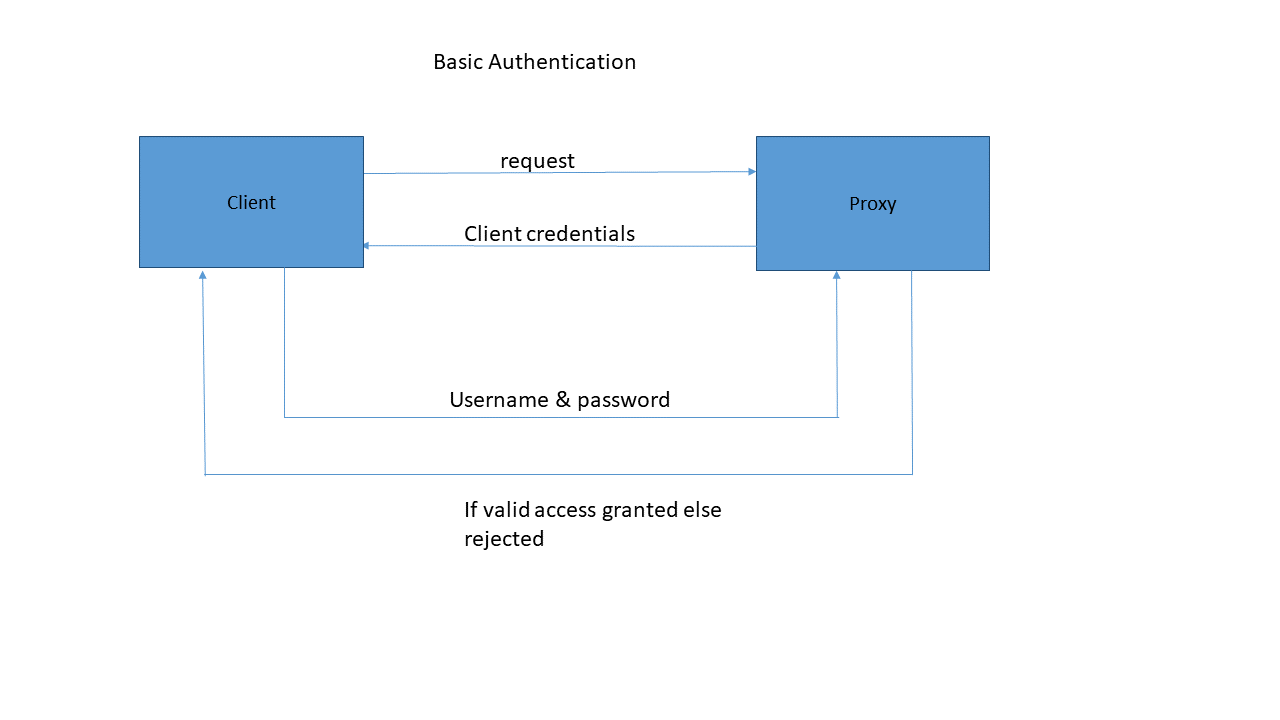 Basic Authentication
request
Client
Proxy
Client credentials
Username & password
If valid access granted else
rejected